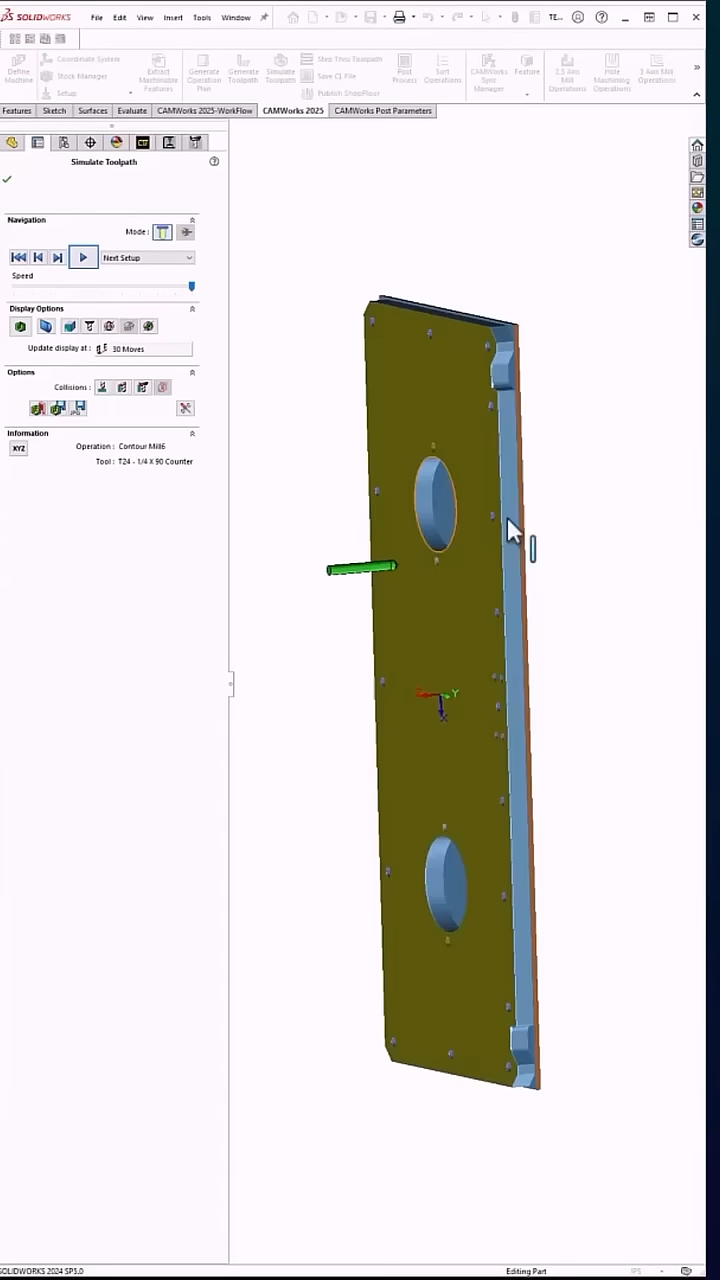 SOLIDWORKS File Edit View Insert Tools Window TE...
Define Machine
Coordinate System
Stock Manager
Setup
Extract Machinable Features
Generate Operation Plan
Generate Toolpath
Simulate Toolpath
Step Thru Toolpath
Save CL File
Publish ShopFloor
Post Process
Sort Operations
CAMWorks Sync Manager
Feature
2.5 Axis Mill Operations
Hole Machining Operations
3 Axis Mill Operations
Features Sketch Surfaces Evaluate CAMWorks 2025-WorkFlow CAMWorks 2025 CAMWorks Post Parameters
Simulate Toolpath
Navigation
Mode :
Next Setup
Speed
Display Options
Update display at : 30 Moves
Options
Collisions :
Information
XYZ
Operation : Contour Mill6
Tool : T24 - 1/4 X 90 Counter
Z Y
X
SOLIDWORKS 2024 SP5.0
Editing Part
IPS